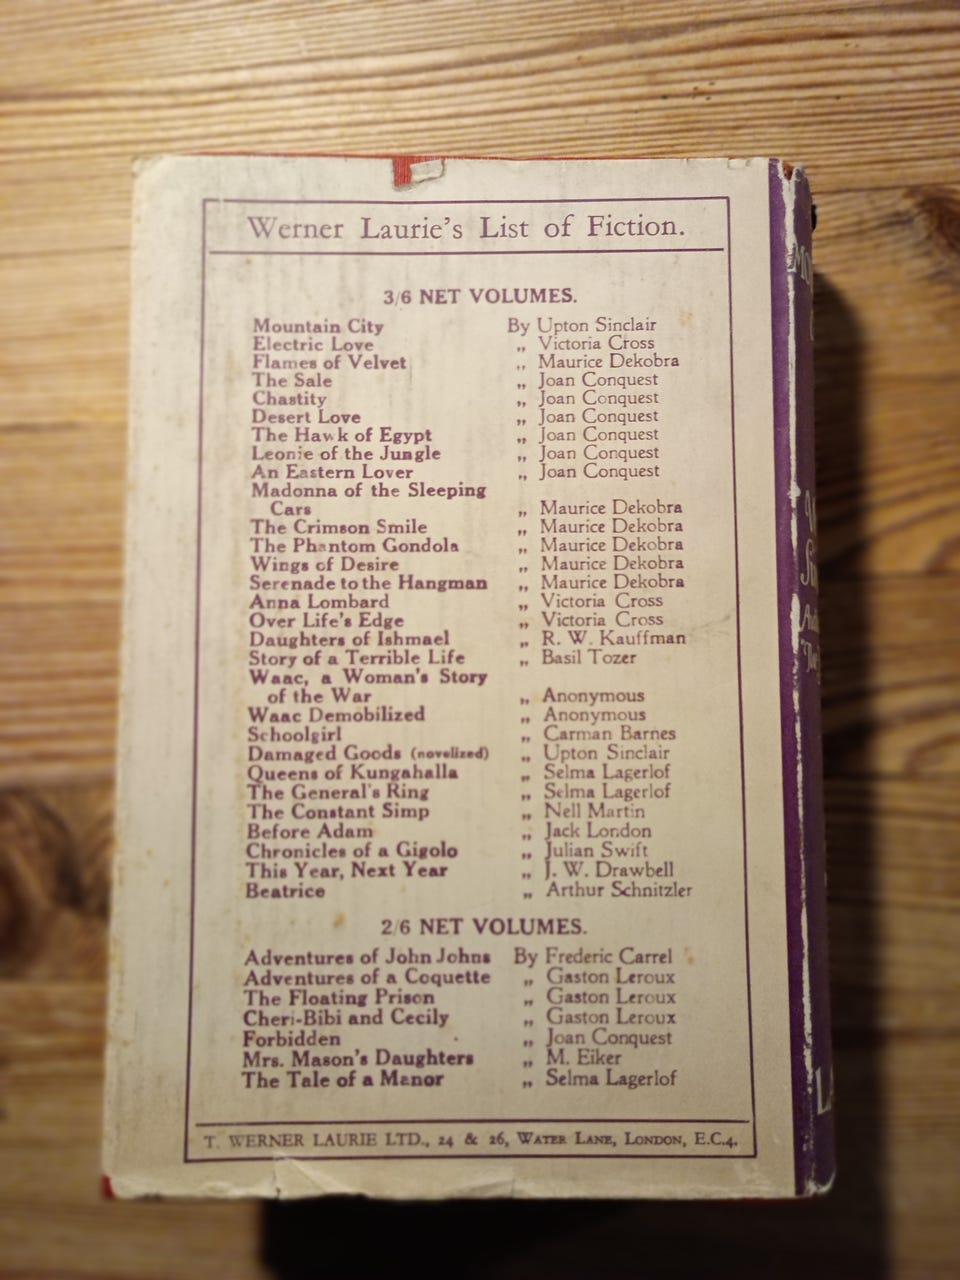 Werner Laurie's List of Fiction.
3/6 NET VOLUMES.
Mountain City By Upton Sinclair
Electric Love „ Victoria Cross
Flames of Velvet „ Maurice Dekobra
The Sale „ Joan Conquest
Chastity „ Joan Conquest
Desert Love „ Joan Conquest
The Hawk of Egypt „ Joan Conquest
Leonie of the Jungle „ Joan Conquest
An Eastern Lover „ Joan Conquest
Madonna of the Sleeping
Cars „ Maurice Dekobra
The Crimson Smile „ Maurice Dekobra
The Phantom Gondola „ Maurice Dekobra
Wings of Desire „ Maurice Dekobra
Serenade to the Hangman „ Maurice Dekobra
Anna Lombard „ Victoria Cross
Over Life's Edge „ Victoria Cross
Daughters of Ishmael „ R. W. Kauffman
Story of a Terrible Life „ Basil Tozer
Waac, a Woman's Story
of the War „ Anonymous
Waac Demobilized „ Anonymous
Schoolgirl „ Carman Barnes
Damaged Goods (novelized) „ Upton Sinclair
Queens of Kungahalla „ Selma Lagerlof
The General's Ring „ Selma Lagerlof
The Constant Simp „ Nell Martin
Before Adam „ Jack London
Chronicles of a Gigolo „ Julian Swift
This Year, Next Year „ J. W. Drawbell
Beatrice „ Arthur Schnitzler
2/6 NET VOLUMES.
Adventures of John Johns By Frederic Carrel
Adventures of a Coquette „ Gaston Leroux
The Floating Prison „ Gaston Leroux
Cheri-Bibi and Cecily „ Gaston Leroux
Forbidden „ Joan Conquest
Mrs. Mason's Daughters „ M. Eiker
The Tale of a Manor „ Selma Lagerlof
T. WERNER LAURIE LTD., 24 & 26, WATER LANE, LONDON, E.C.4.